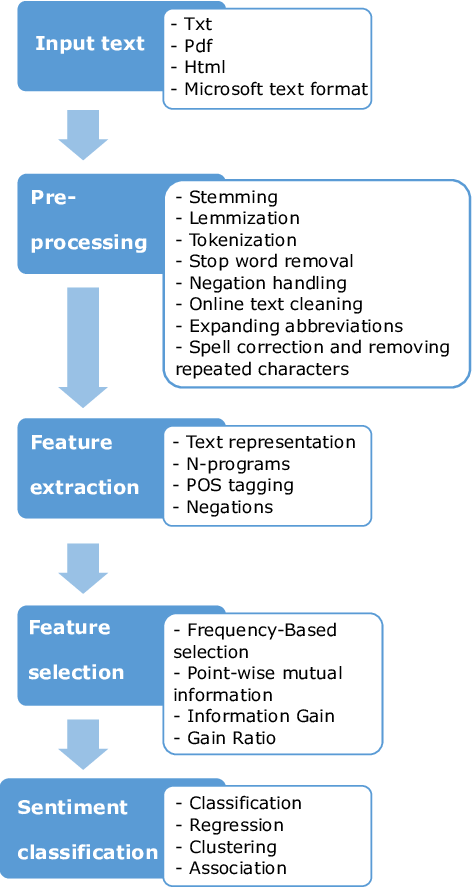 Input text
- Txt
- Pdf
- Html
- Microsoft text format
Pre-
processing
- Stemming
- Lemmization
- Tokenization
- Stop word removal
- Negation handling
- Online text cleaning
- Expanding abbreviations
- Spell correction and removing
repeated characters
Feature
extraction
- Text representation
- N-programs
- POS tagging
- Negations
Feature
selection
- Frequency-Based
selection
- Point-wise mutual
information
- Information Gain
- Gain Ratio
Sentiment
classification
- Classification
- Regression
- Clustering
- Association